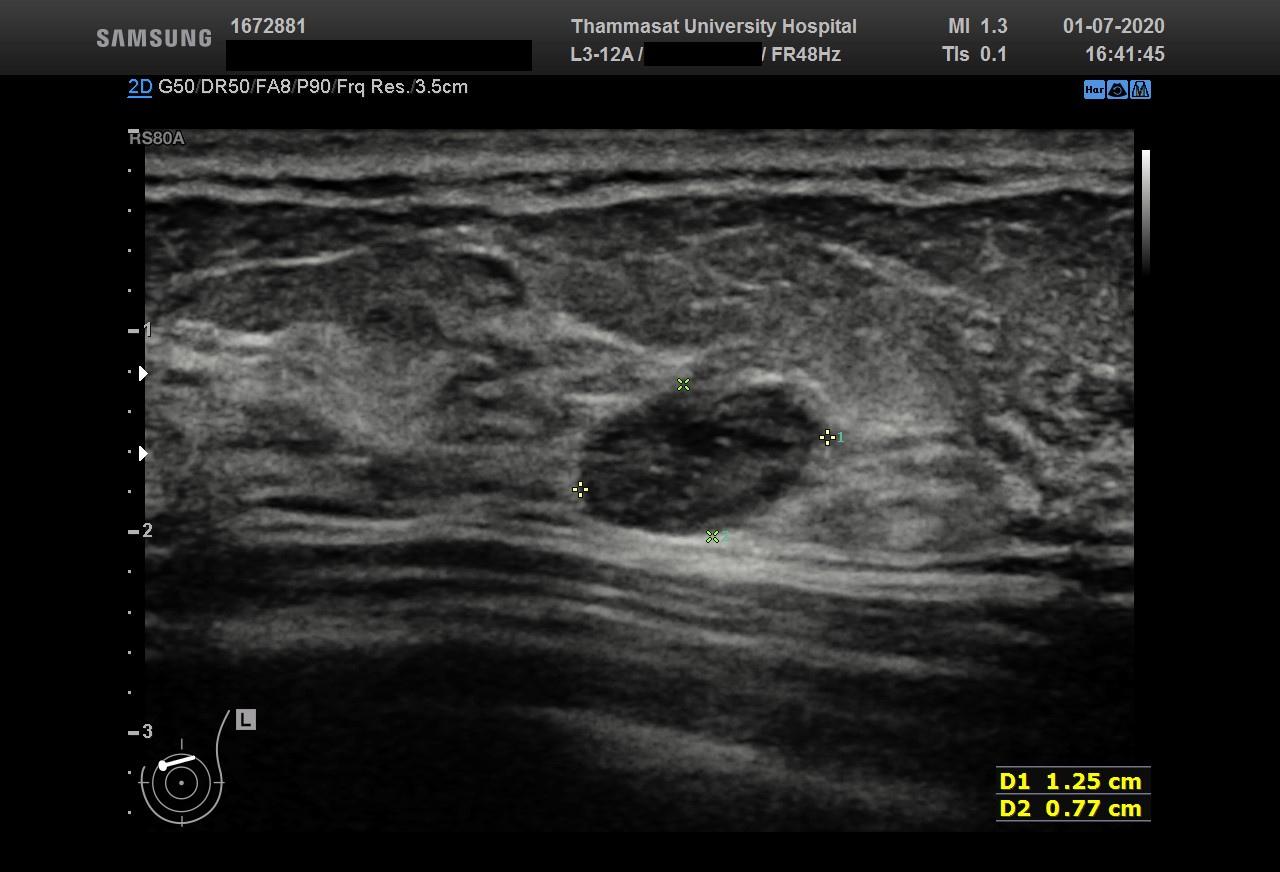 SAMSUNG
1672881
Thammasat University Hospital
MI 1.3
01-07-2020
L3-12A / / FR48Hz
TIs 0.1
16:41:45
2D G50/DR50/FA8/P90/Frq Res./3.5cm
Har
RS80A
1
1
2
3
L
D1 1.25 cm
D2 0.77 cm